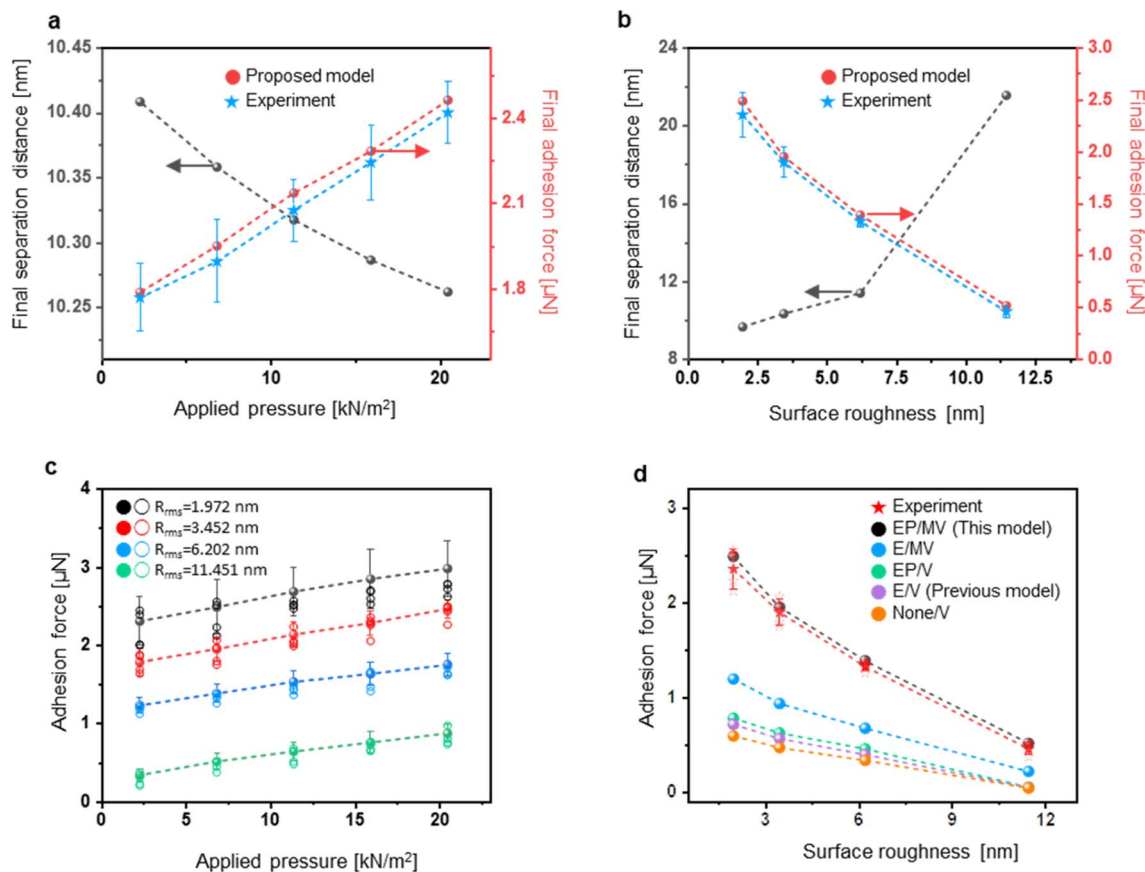 a
Final separation distance [nm]
10.45
10.40
10.35
10.30
10.25
Proposed model
Experiment
2.4
2.1
1.8
Final adhesion force [μN]
0
5
10
15
20
Applied pressure [kN/m²]
b
Final separation distance [nm]
24
20
16
12
8
Proposed model
Experiment
3.0
2.5
2.0
1.5
1.0
0.5
0.0
Final adhesion force [μN]
0.0
2.5
5.0
7.5
10.0
12.5
Surface roughness [nm]
c
Adhesion force [μN]
4
3
2
1
0
Rrms=1.972 nm
Rrms=3.452 nm
Rrms=6.202 nm
Rrms=11.451 nm
0
5
10
15
20
Applied pressure [kN/m²]
d
Adhesion force [μN]
3
2
1
0
Experiment
EP/MV (This model)
E/MV
EP/V
E/V (Previous model)
None/V
3
6
9
12
Surface roughness [nm]